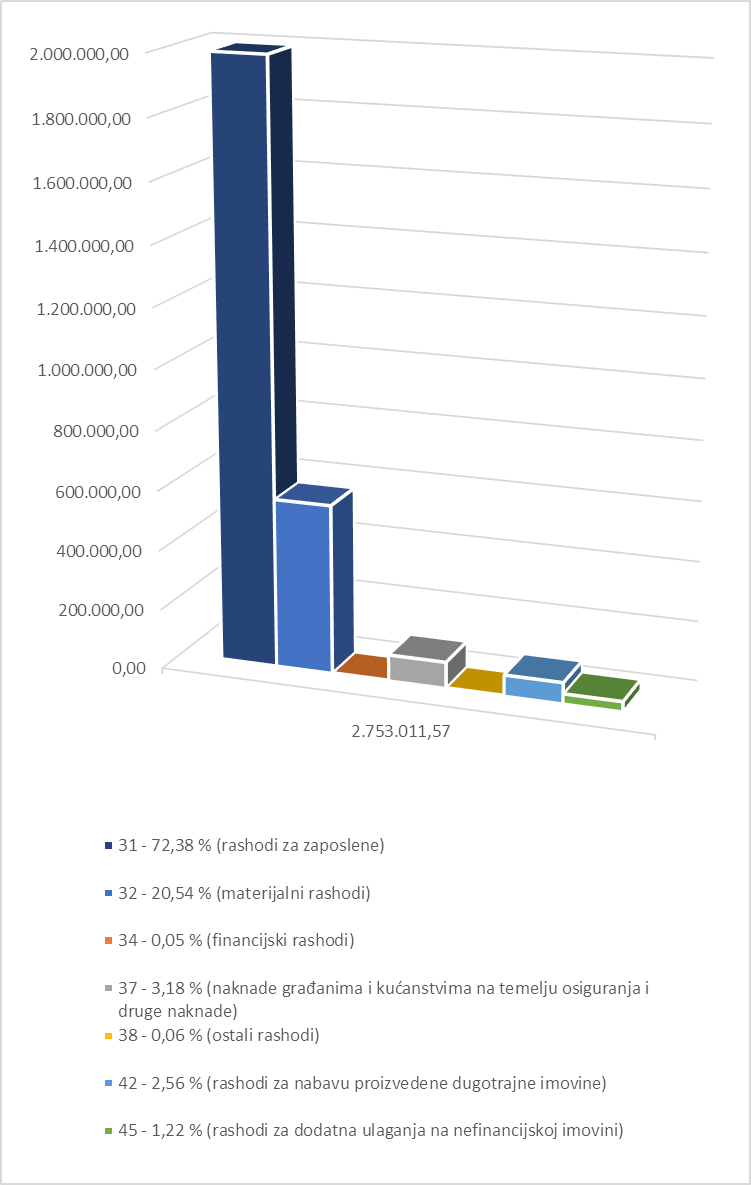 2.000.000,00
1.800.000,00
1.600.000,00
1.400.000,00
1.200.000,00
1.000.000,00
800.000,00
600.000,00
400.000,00
200.000,00
0,00
2.753.011,57
31 - 72,38 % (rashodi za zaposlene)
32 - 20,54 % (materijalni rashodi)
34 - 0,05 % (financijski rashodi)
37 - 3,18 % (naknade građanima i kućanstvima na temelju osiguranja i
druge naknade)
38 - 0,06 % (ostali rashodi)
42 - 2,56 % (rashodi za nabavu proizvedene dugotrajne imovine)
45 - 1,22 % (rashodi za dodatna ulaganja na nefinancijskoj imovini)